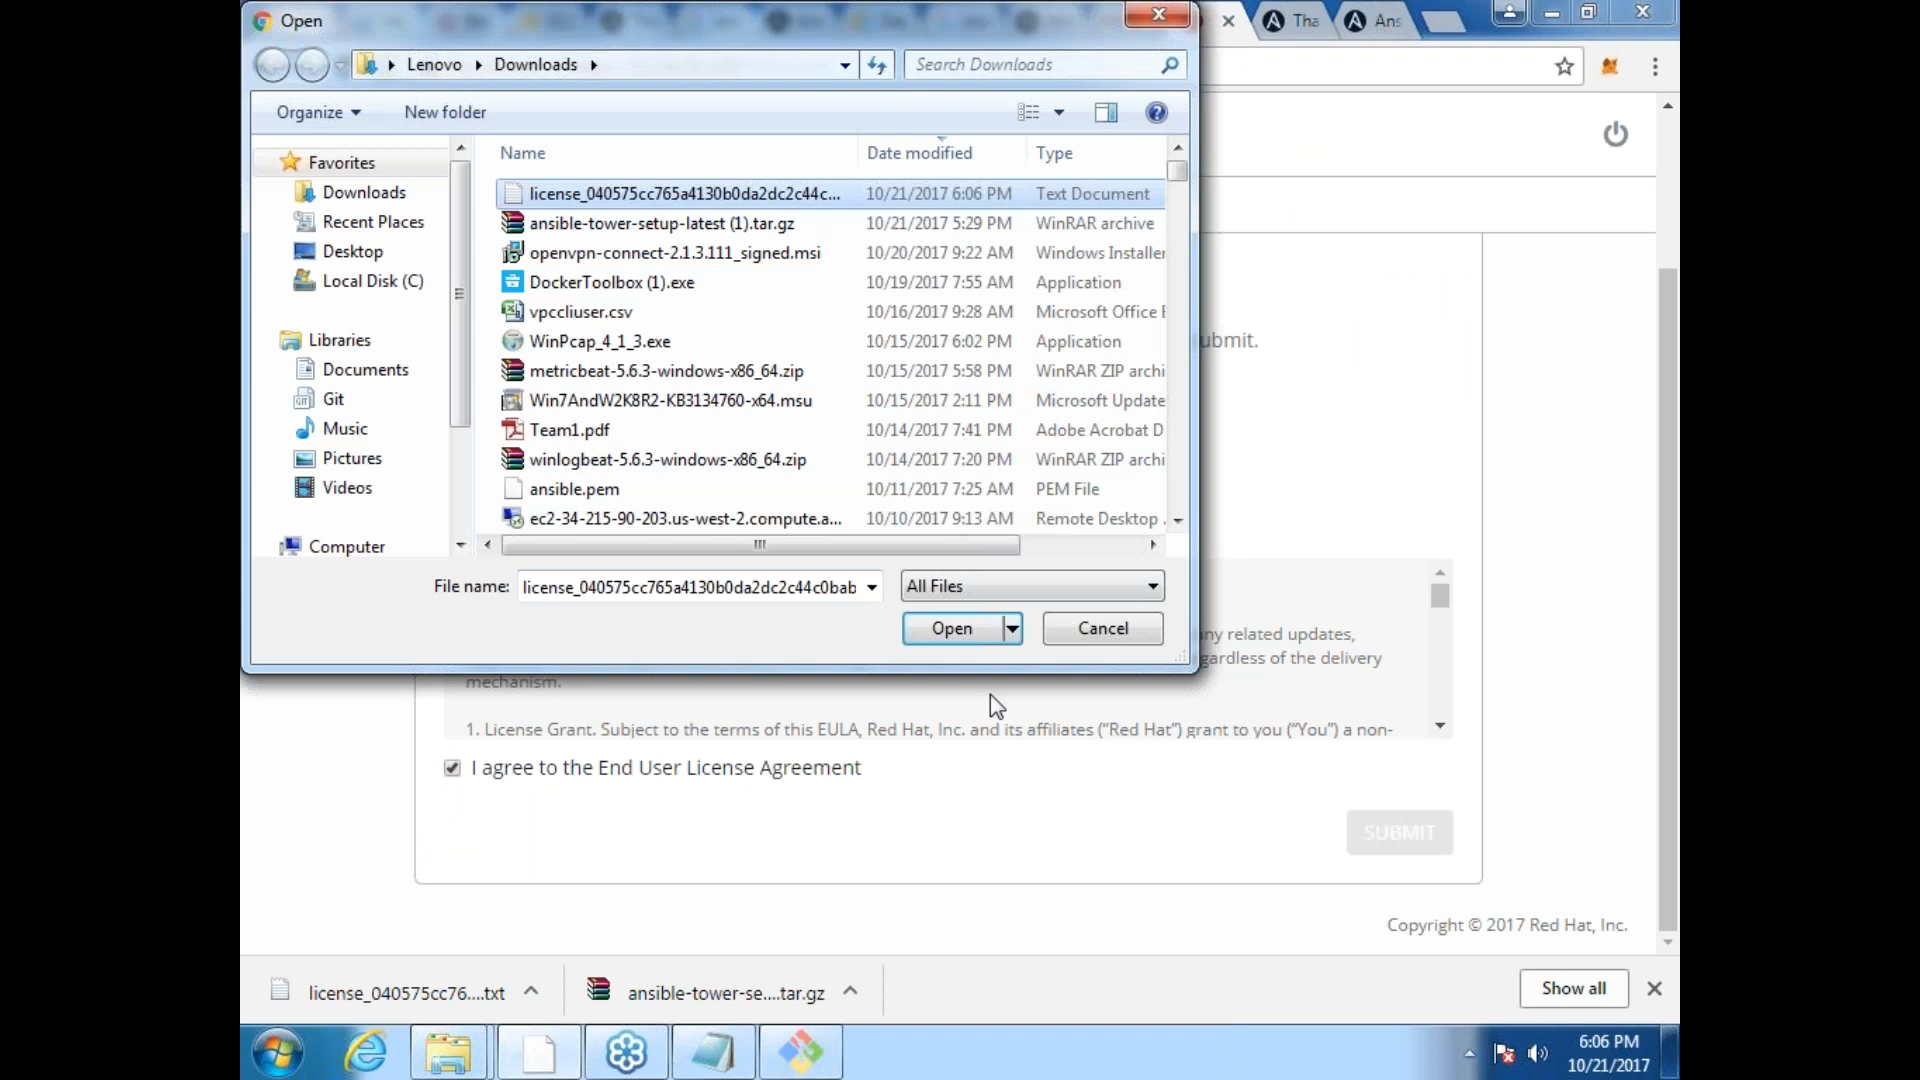 Open
Tha
Ans
Lenovo
Downloads
Search Downloads
Organize
New folder
Name
Date modified
Type
Favorites
Downloads
Recent Places
Desktop
Local Disk (C)
Libraries
Documents
Git
Music
Pictures
Videos
Computer
license_040575cc765a4130b0da2dc2c44c... 10/21/2017 6:06 PM Text Document
ansible-tower-setup-latest (1).tar.gz 10/21/2017 5:29 PM WinRAR archive
openvpn-connect-2.1.3.111_signed.msi 10/20/2017 9:22 AM Windows Installer
DockerToolbox (1).exe 10/19/2017 7:55 AM Application
vpccliuser.csv 10/16/2017 9:28 AM Microsoft Office E
WinPcap_4_1_3.exe 10/15/2017 6:02 PM Application
metricbeat-5.6.3-windows-x86_64.zip 10/15/2017 5:58 PM WinRAR ZIP archi
Win7AndW2K8R2-KB3134760-x64.msu 10/15/2017 2:11 PM Microsoft Update
Team1.pdf 10/14/2017 7:41 PM Adobe Acrobat D
winlogbeat-5.6.3-windows-x86_64.zip 10/14/2017 7:20 PM WinRAR ZIP archi
ansible.pem 10/11/2017 7:25 AM PEM File
ec2-34-215-90-203.us-west-2.compute.a... 10/10/2017 9:13 AM Remote Desktop
File name: license_040575cc765a4130b0da2dc2c44c0bab
All Files
Open
Cancel
ubmit.
ny related updates,
gardless of the delivery
mechanism.
1. License Grant. Subject to the terms of this EULA, Red Hat, Inc. and its affiliates (“Red Hat”) grant to you (“You”) a non-
I agree to the End User License Agreement
SUBMIT
Copyright © 2017 Red Hat, Inc.
license_040575cc76....txt
ansible-tower-se....tar.gz
Show all
6:06 PM
10/21/2017